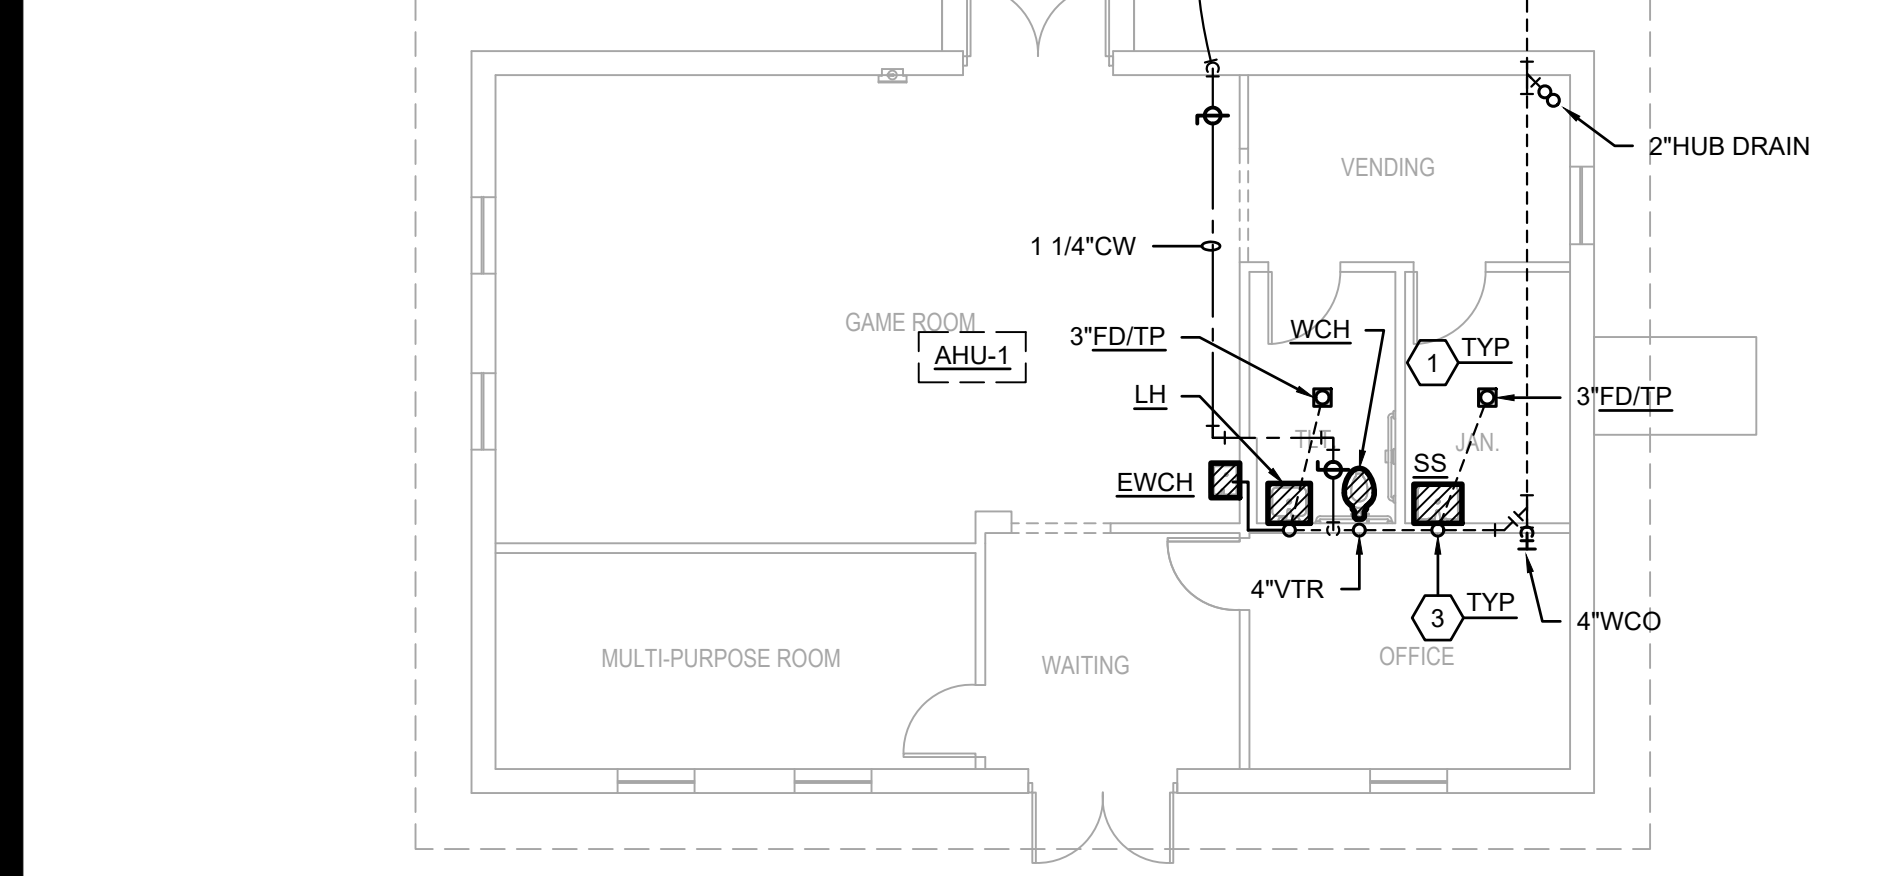 2"HUB DRAIN
VENDING
1 1/4"CW
GAME ROOM
AHU-1
3"FD/TP
WCH
1 TYP
LH
3"FD/TP
TLT
JAN.
EWCH
SS
4"VTR
3 TYP
4"WCO
MULTI-PURPOSE ROOM
WAITING
OFFICE